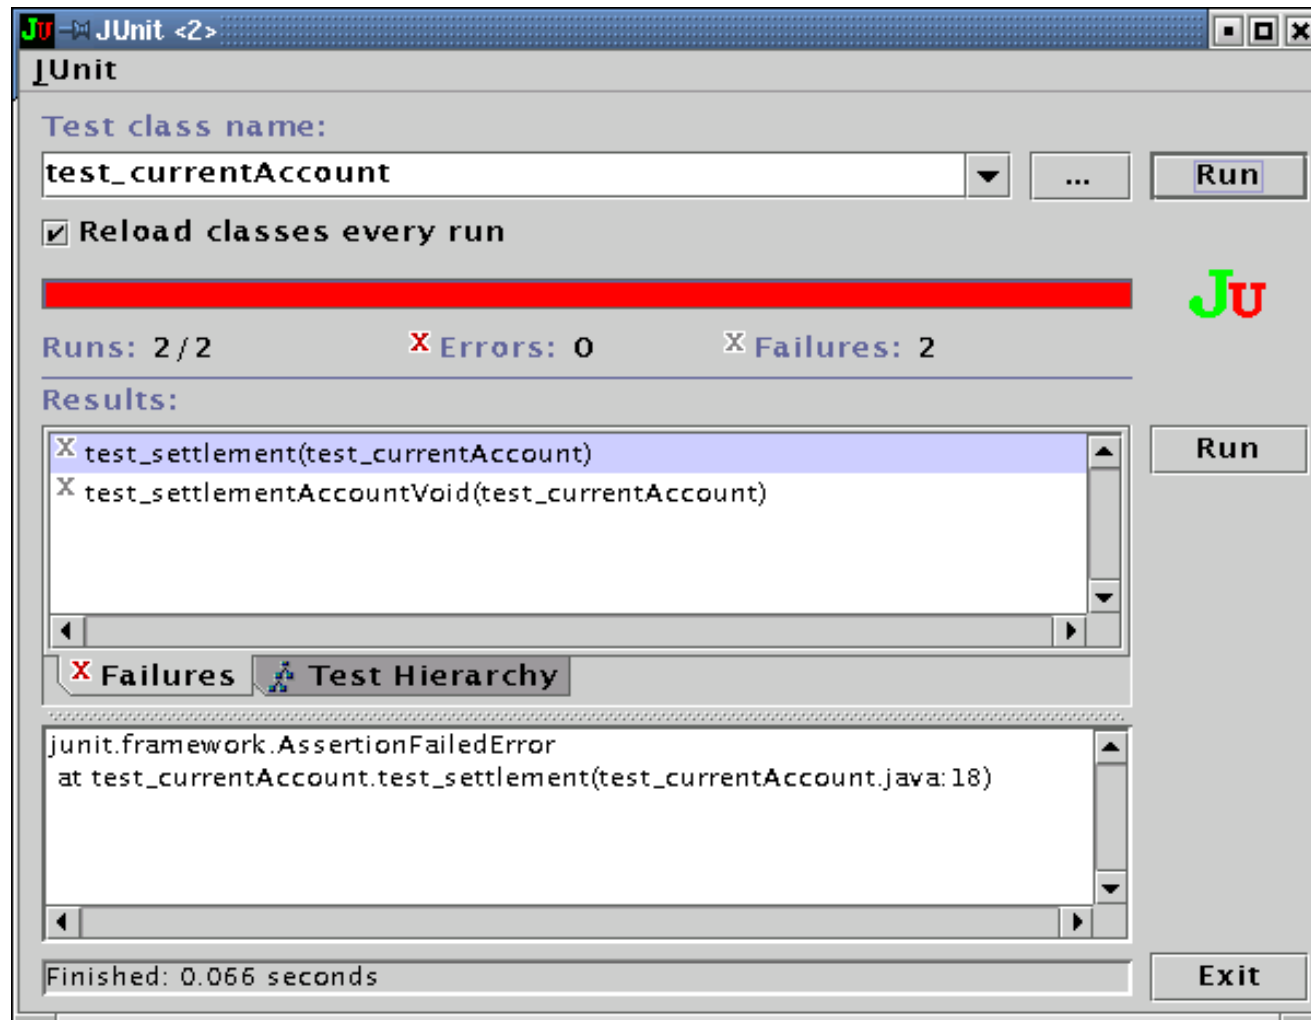 JU JUnit <2>
JUnit
Test class name:
test_currentAccount ... Run
Reload classes every run
JU
Runs: 2/2 X Errors: 0 X Failures: 2
Results:
X test_settlement(test_currentAccount) Run
X test_settlementAccountVoid(test_currentAccount)
X Failures Test Hierarchy
junit.framework.AssertionFailedError
at test_currentAccount.test_settlement(test_currentAccount.java:18)
Finished: 0.066 seconds Exit